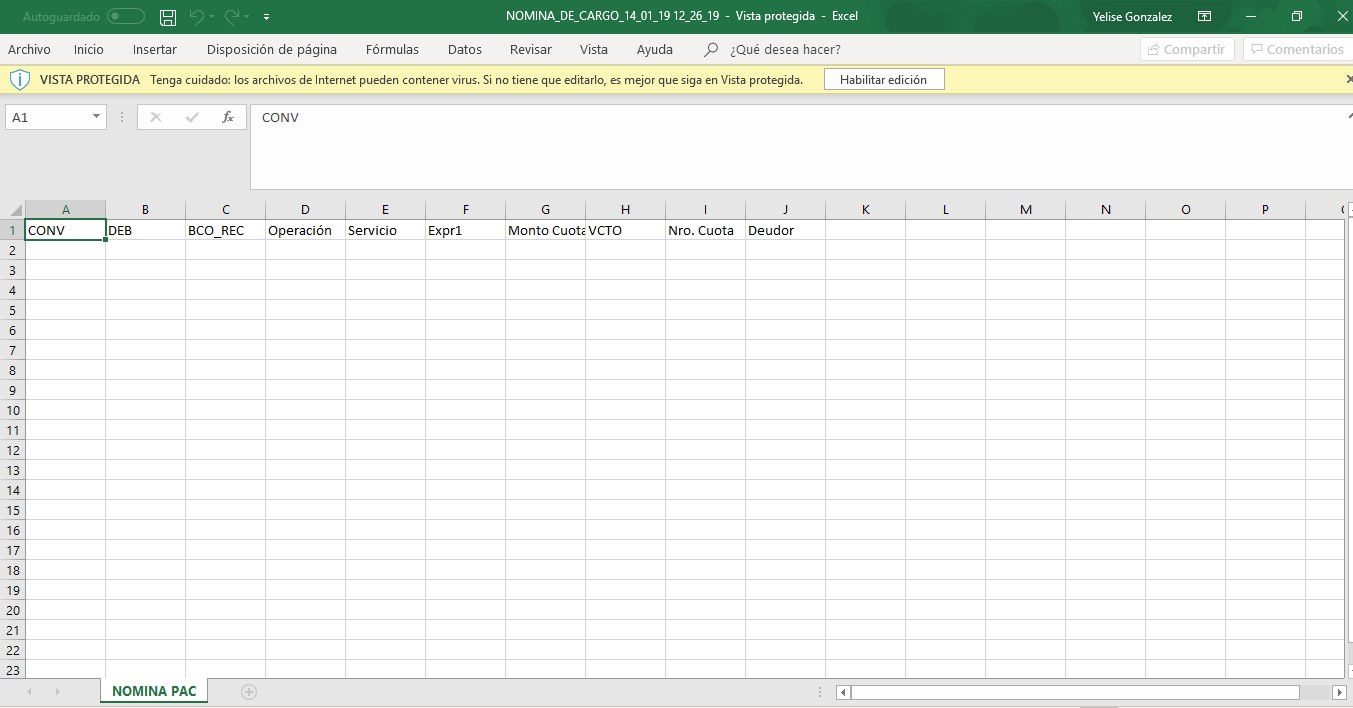 Autoguardado
NOMINA_DE_CARGO_14_01_19 12_26_19 - Vista protegida - Excel
Yelise Gonzalez
Archivo Inicio Insertar Disposición de página Fórmulas Datos Revisar Vista Ayuda ¿Qué desea hacer? Compartir Comentarios
VISTA PROTEGIDA Tenga cuidado: los archivos de Internet pueden contener virus. Si no tiene que editarlo, es mejor que siga en Vista protegida. Habilitar edición
A1 fx CONV
A B C D E F G H I J K L M N O P
1 CONV DEB BCO_REC Operación Servicio Expr1 Monto Cuota VCTO Nro. Cuota Deudor
2
3
4
5
6
7
8
9
10
11
12
13
14
15
16
17
18
19
20
21
22
23
NOMINA PAC